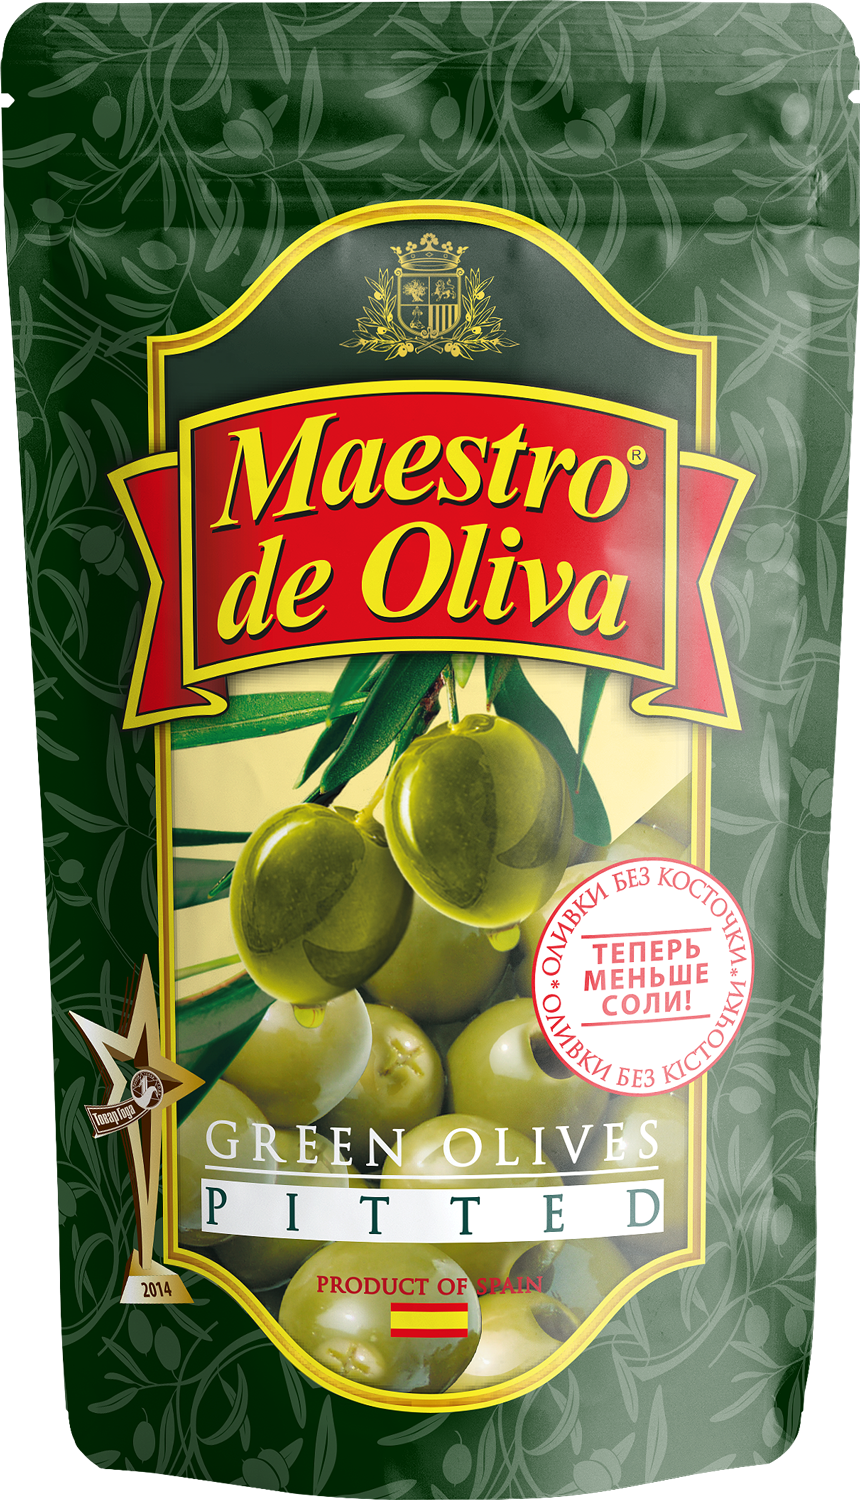 Maestro®
de Oliva
ОЛИВКИ БЕЗ КОСТОЧКИ
ТЕПЕРЬ
МЕНЬШЕ
СОЛИ!
*ОЛИВКИ БЕЗ КІСТОЧКИ*
Товар Года
GREEN OLIVES
PITTED
2014
PRODUCT OF SPAIN